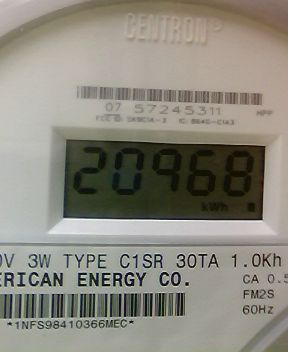 CENTRON®
07 57245311
20968
kWh
V 3W TYPE C1SR 30TA 1.0Kh
ERICAN ENERGY CO.
CA 0.5
FM2S
60Hz
*1NFS98410366MEC*